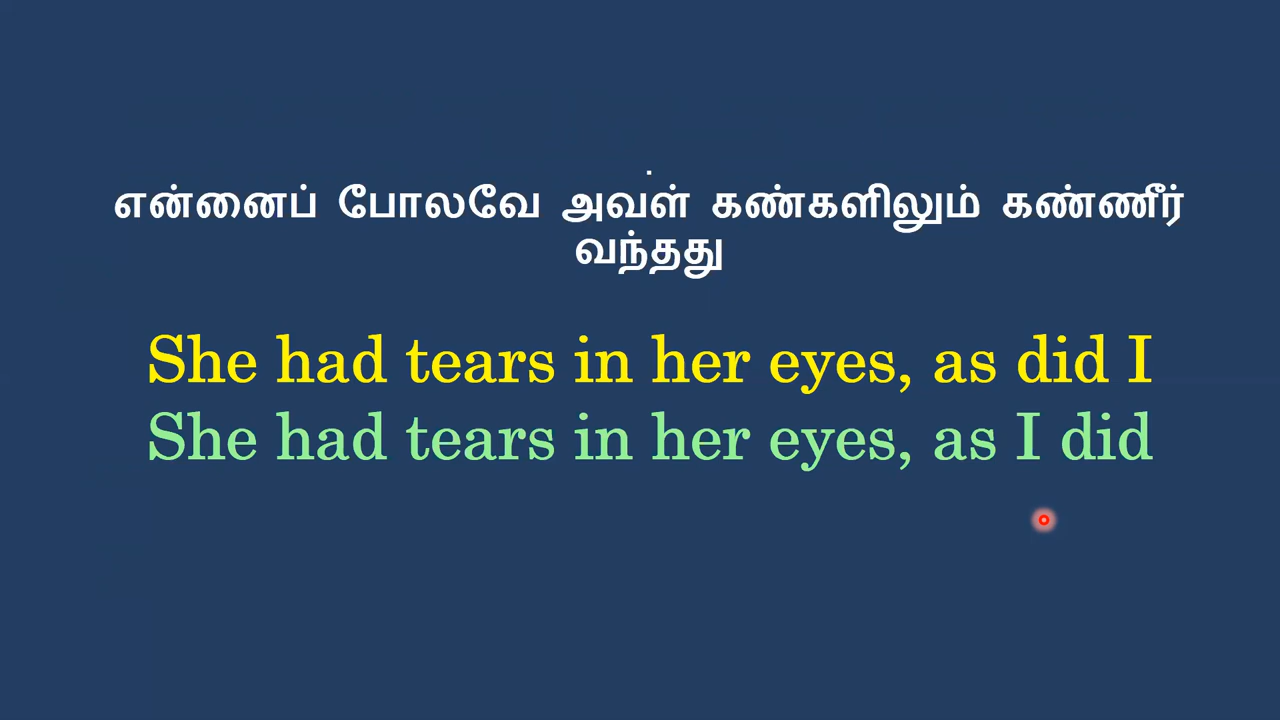 .
என்னைப் போலவே அவள் கண்களிலும் கண்ணீர்
வந்தது
She had tears in her eyes, as did I
She had tears in her eyes, as I did